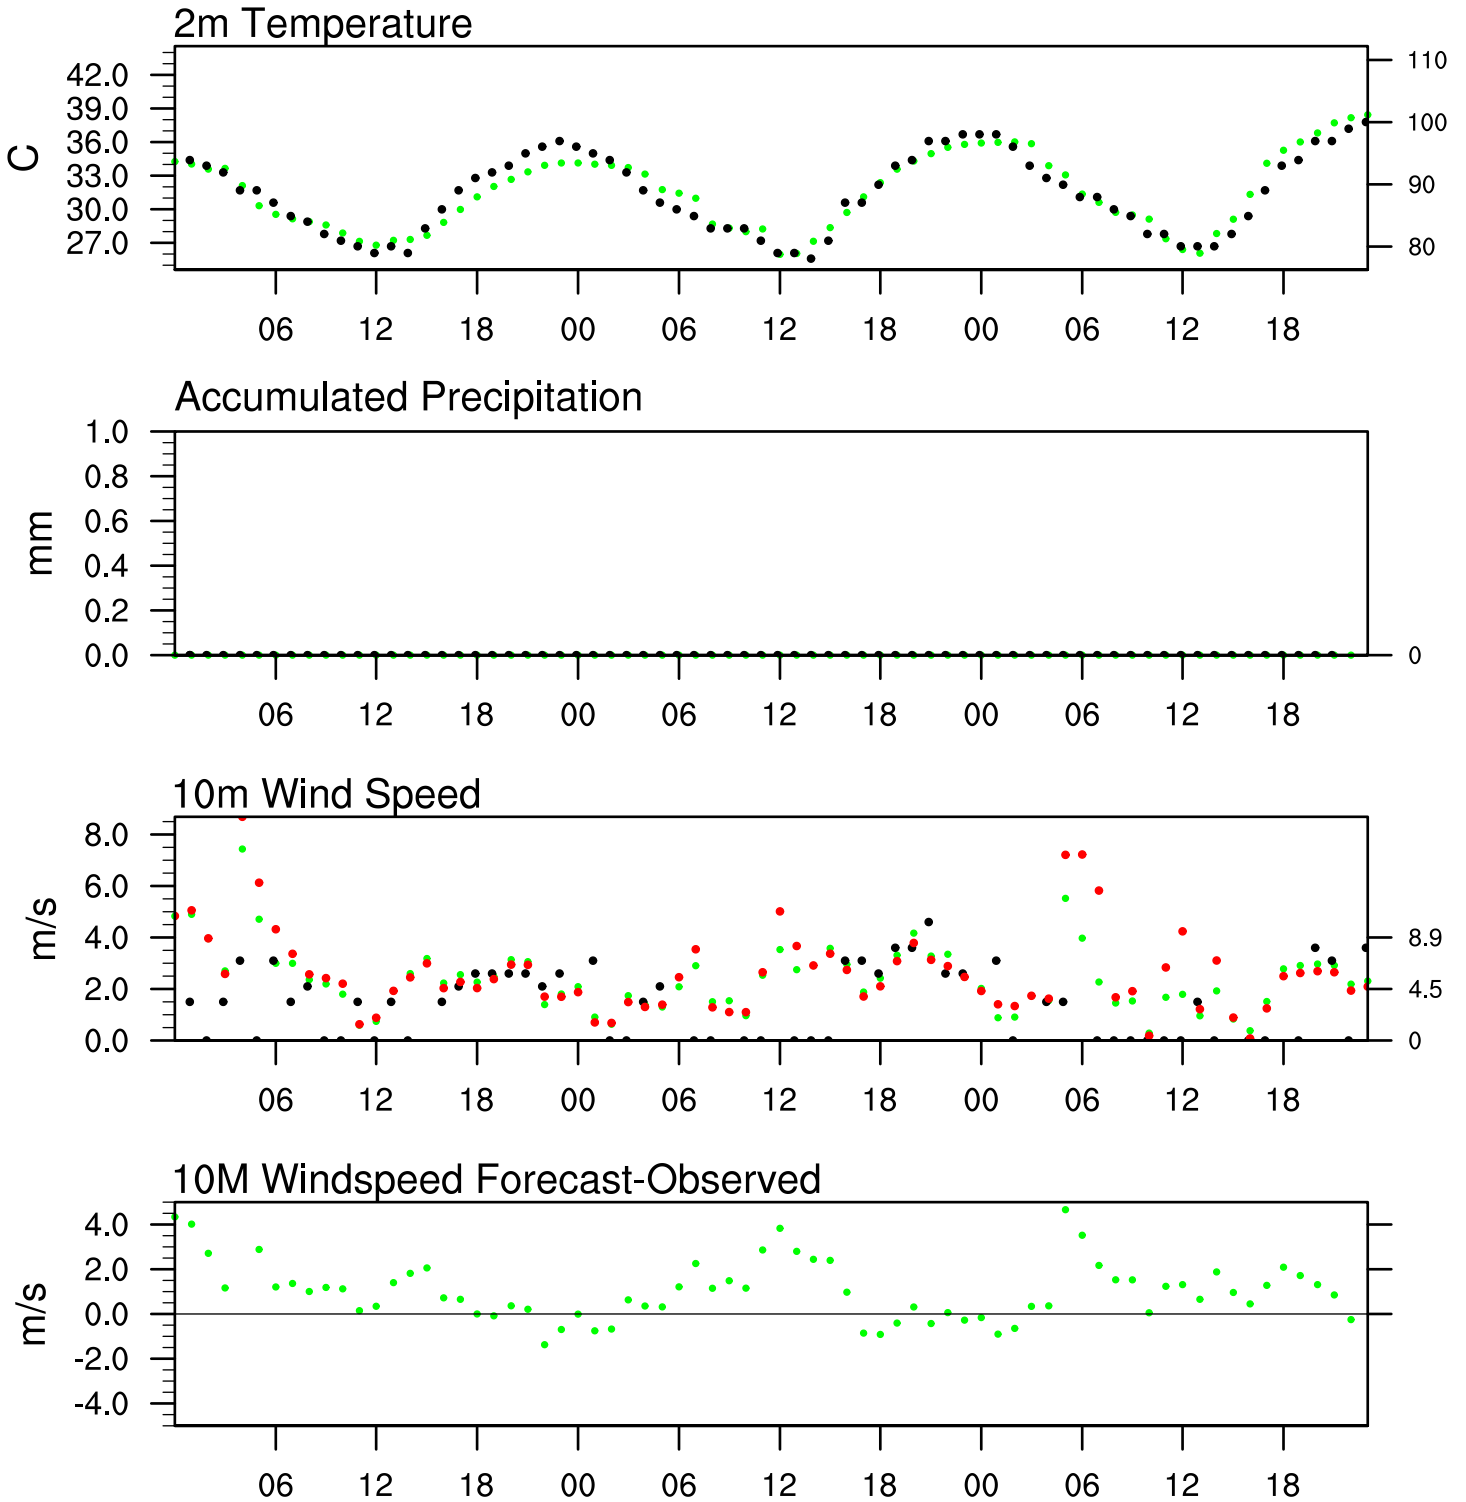 2m Temperature
C
42.0
39.0
36.0
33.0
30.0
27.0
110
100
90
80
06 12 18 00 06 12 18 00 06 12 18
Accumulated Precipitation
mm
1.0
0.8
0.6
0.4
0.2
0.0
0
06 12 18 00 06 12 18 00 06 12 18
10m Wind Speed
m/s
8.0
6.0
4.0
2.0
0.0
8.9
4.5
0
06 12 18 00 06 12 18 00 06 12 18
10M Windspeed Forecast-Observed
m/s
4.0
2.0
0.0
-2.0
-4.0
06 12 18 00 06 12 18 00 06 12 18